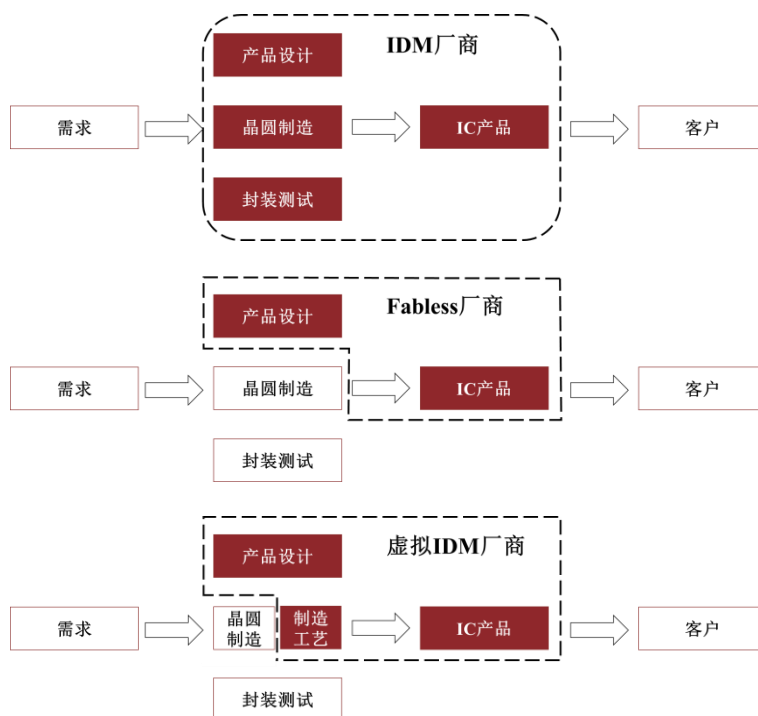 产品设计
IDM厂商
需求
晶圆制造
IC产品
客户
封装测试
产品设计
Fabless厂商
需求
晶圆制造
IC产品
客户
封装测试
产品设计
虚拟IDM厂商
需求
晶圆
制造
制造
工艺
IC产品
客户
封装测试